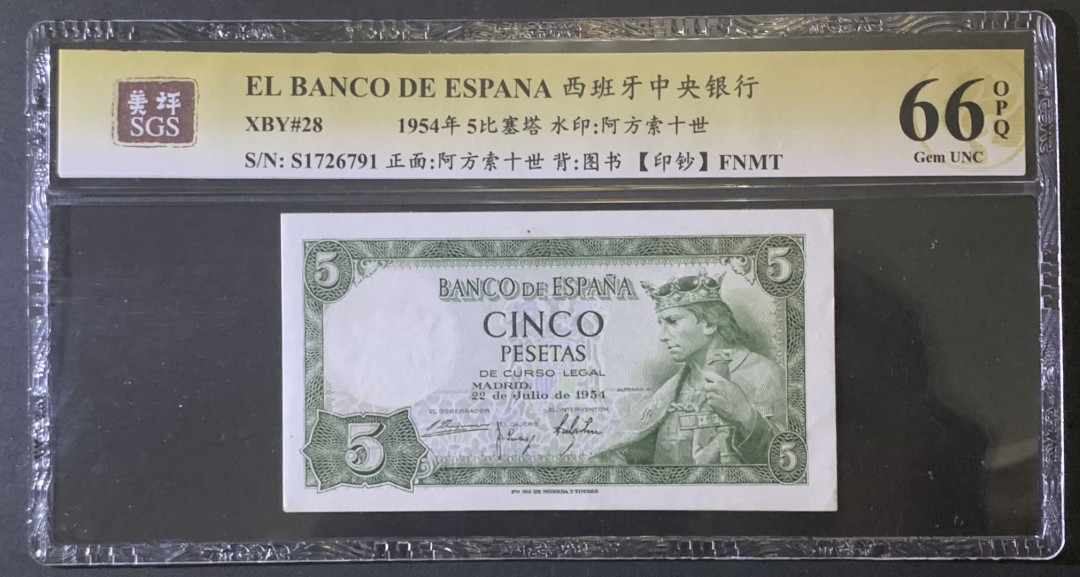 美评
SGS
EL BANCO DE ESPANA 西班牙中央银行
XBY#28 1954年 5比塞塔 水印:阿方索十世
S/N: S1726791 正面:阿方索十世 背:图书 【印钞】FNMT
66 OPQ
Gem UNC
5 5
BANCO DE ESPAÑA
CINCO
PESETAS
DE CURSO LEGAL
MADRID,
22 de Julio de 1954
EL GOBERNADOR EL INTERVENTOR
EL CAJERO
5 5